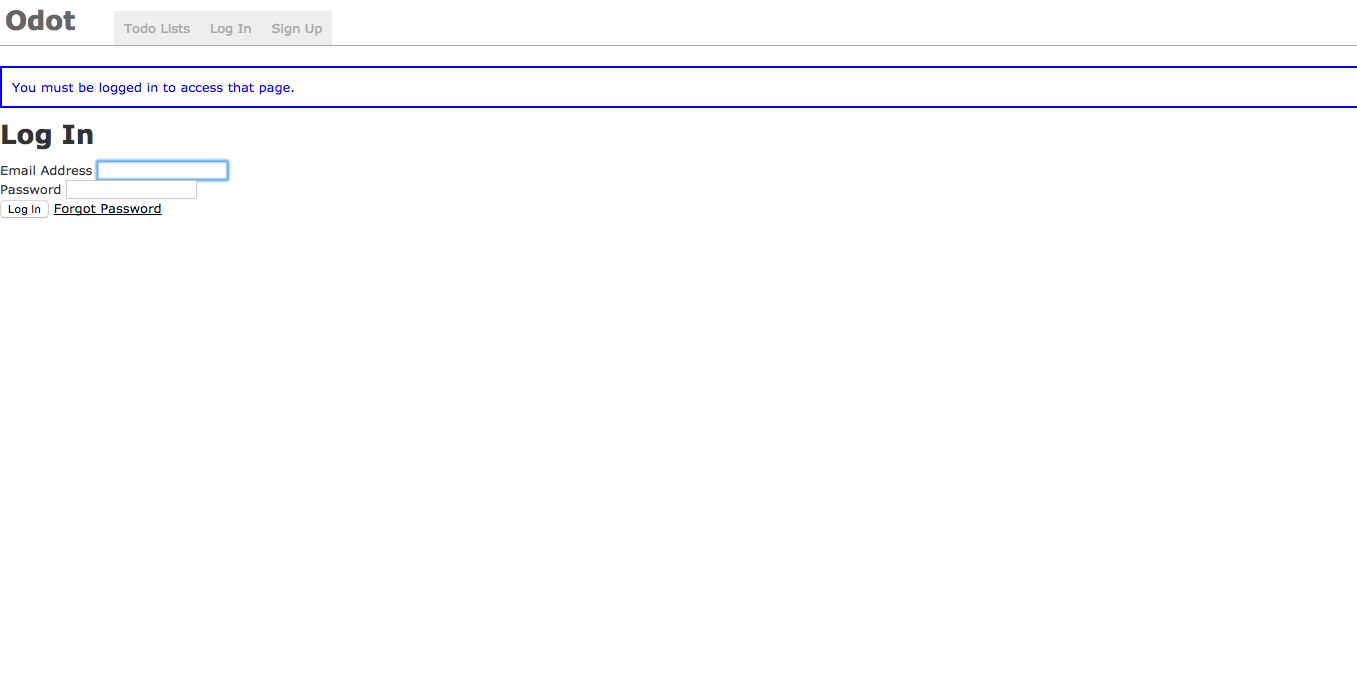 Odot
Todo Lists Log In Sign Up
You must be logged in to access that page.
Log In
Email Address
Password
Log In Forgot Password